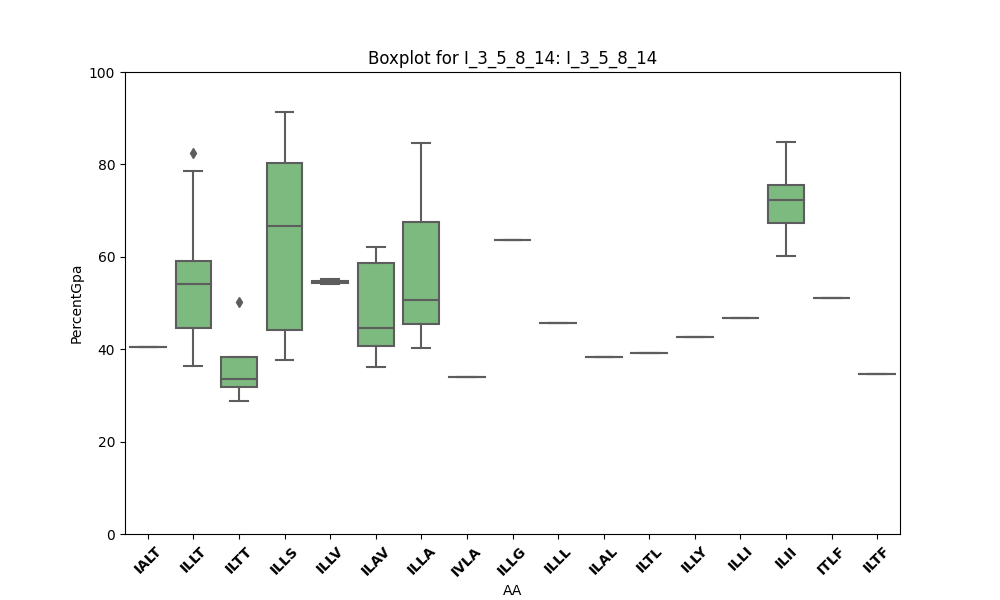 Boxplot for I_3_5_8_14: I_3_5_8_14
PercentGpa
100
80
60
40
20
0
IALT
ILLT
ILTT
ILLS
ILLV
ILAV
ILLA
IVLA
ILLG
ILLL
ILAL
ILTL
ILLY
ILLI
ILII
ITLF
ILTF
AA